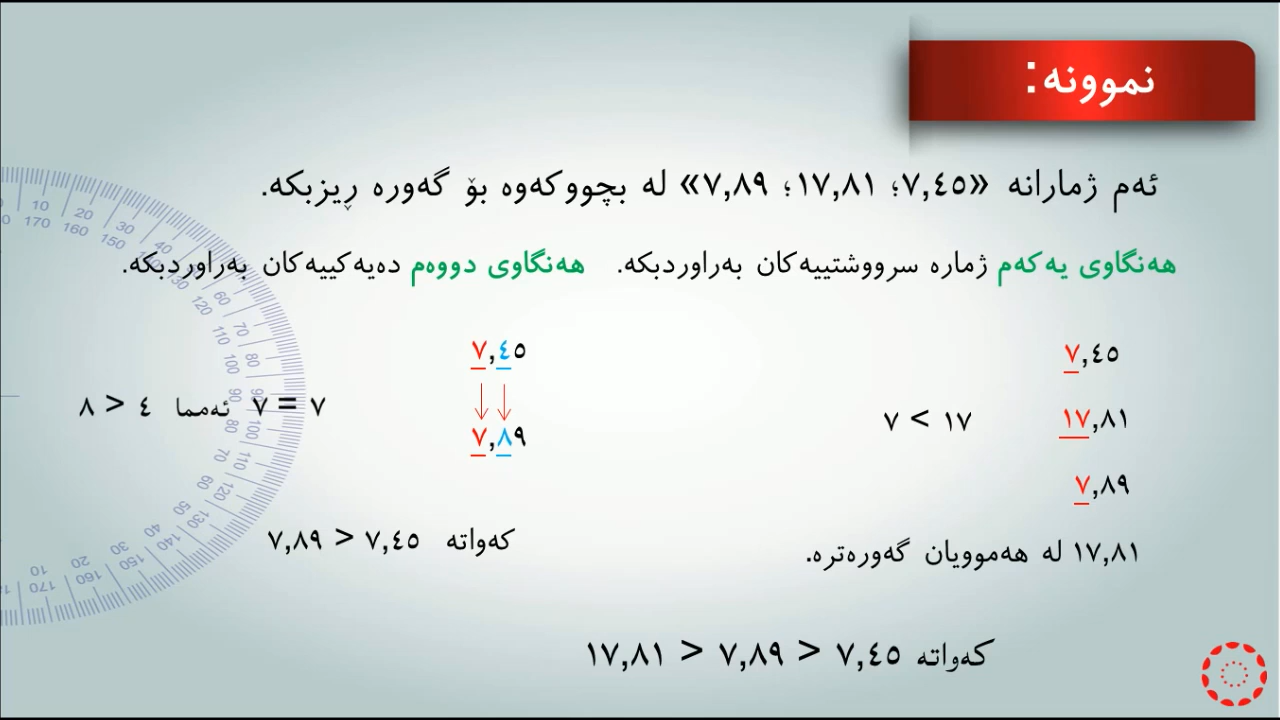 نموونە:
ئەم ژمارانە «٧,٤٥؛ ١٧,٨١؛ ٧,٨٩» لە بچووکەوە بۆ گەورە ڕیزبکە.
هەنگاوی یەکەم ژمارە سرووشتییەکان بەراوردبکە.
٧,٤٥
١٧,٨١
٧,٨٩
٧ < ١٧
١٧,٨١ لە هەموویان گەورەترە.
هەنگاوی دووەم دەیەکییەکان بەراوردبکە.
٧,٤٥
٧,٨٩
٧ = ٧ ئەمما ٤ < ٨
کەواتە ٧,٤٥ < ٧,٨٩
کەواتە ٧,٤٥ < ٧,٨٩ < ١٧,٨١